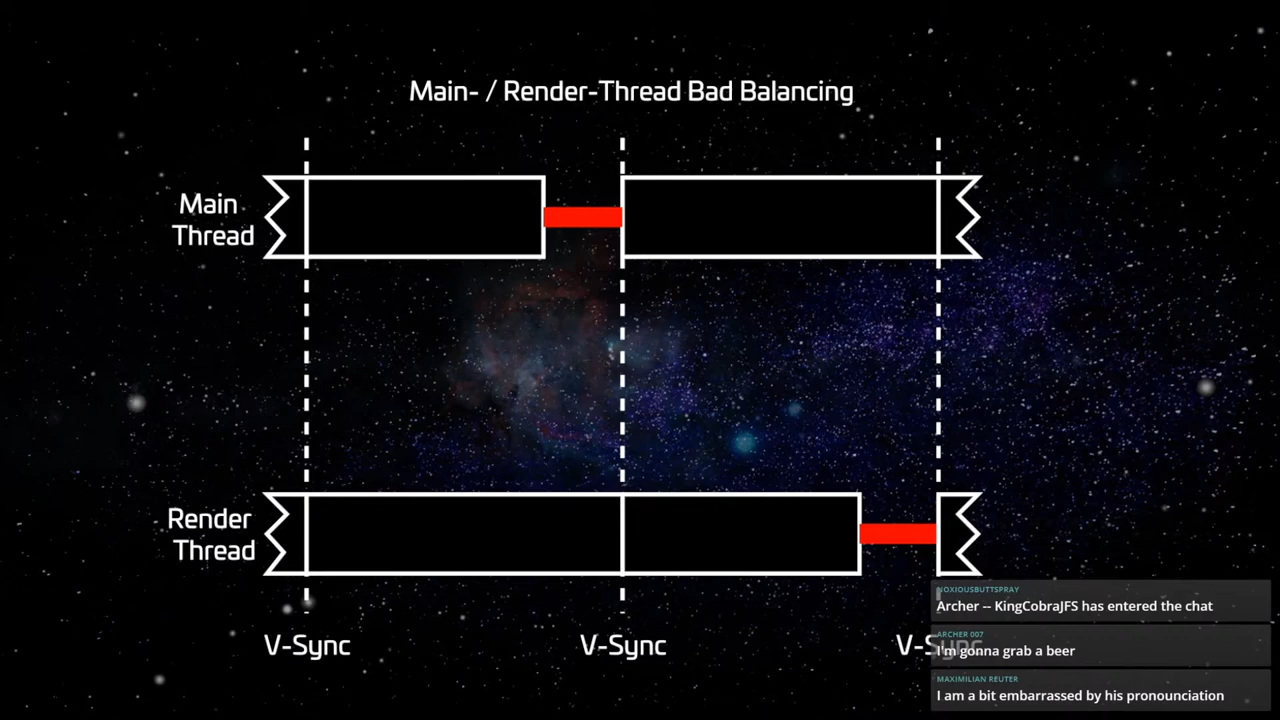 Main- / Render-Thread Bad Balancing
Main
Thread
Render
Thread
V-Sync
V-Sync
V-Sync
NOXIOUSBUTTSPRAY
Archer -- KingCobraJFS has entered the chat
ARCHER 007
I'm gonna grab a beer
MAXIMILIAN REUTER
I am a bit embarrassed by his pronounciation